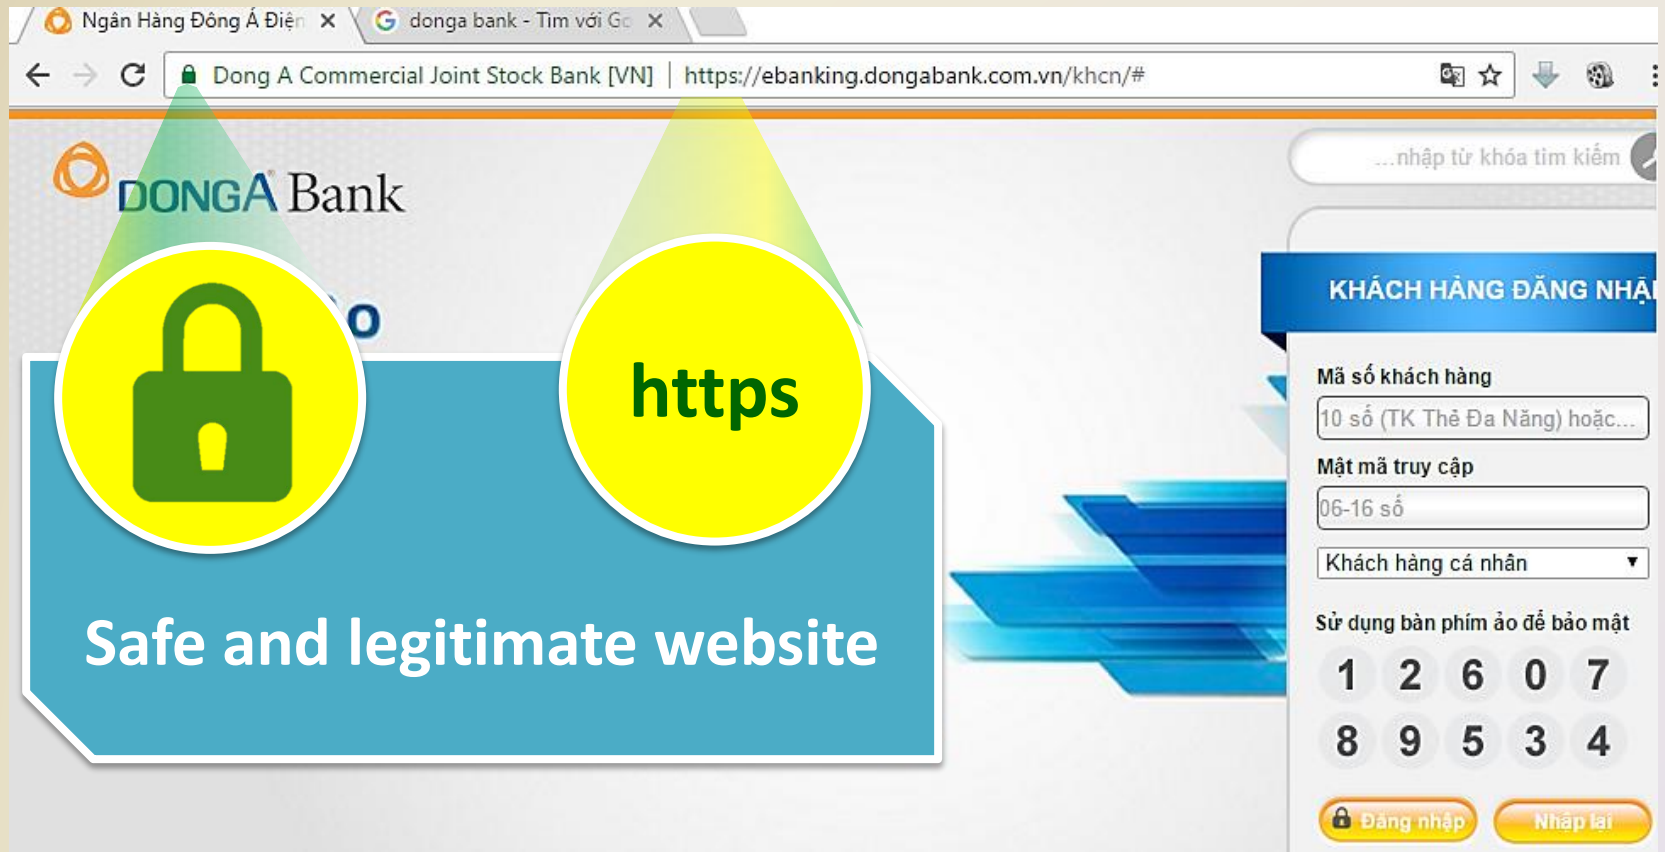 Ngân Hàng Đông Á Điện
donga bank - Tìm với Go
Dong A Commercial Joint Stock Bank [VN] | https://ebanking.dongabank.com.vn/khcn/#
...nhập từ khóa tìm kiếm
DONGA Bank
KHÁCH HÀNG ĐĂNG NHẬP
https
Mã số khách hàng
10 số (TK Thẻ Đa Năng) hoặc...
Mật mã truy cập
06-16 số
Khách hàng cá nhân
Safe and legitimate website
Sử dụng bàn phím ảo để bảo mật
1 2 6 0 7
8 9 5 3 4
Đăng nhập Nhập lại